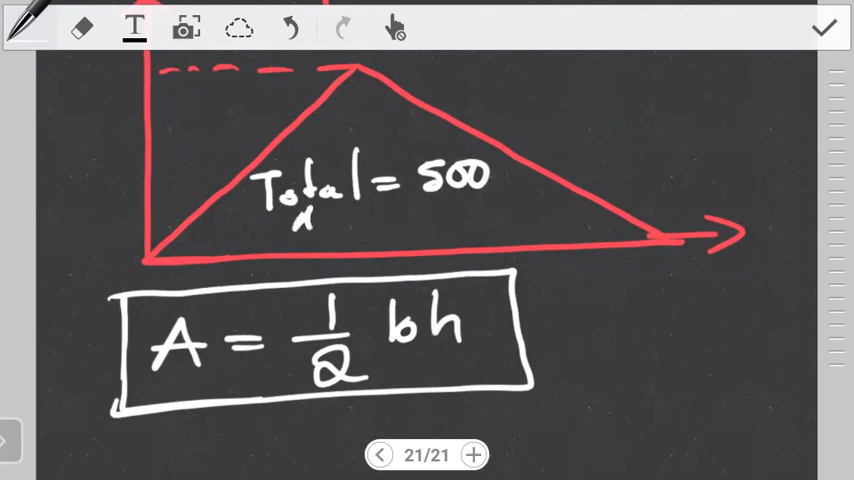 T
Total = 500
A = 1/2 bh
21/21